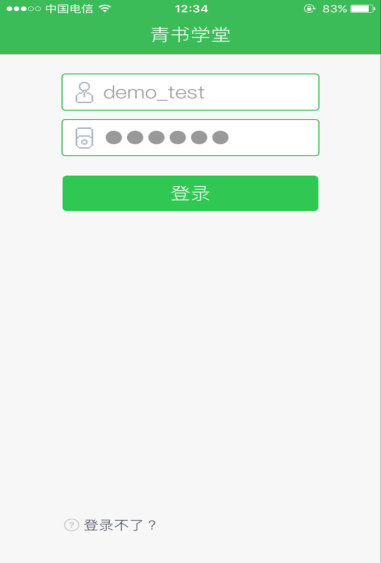 中国电信 12:34 83%
青书学堂
demo_test
●●●●●●
登录
? 登录不了？